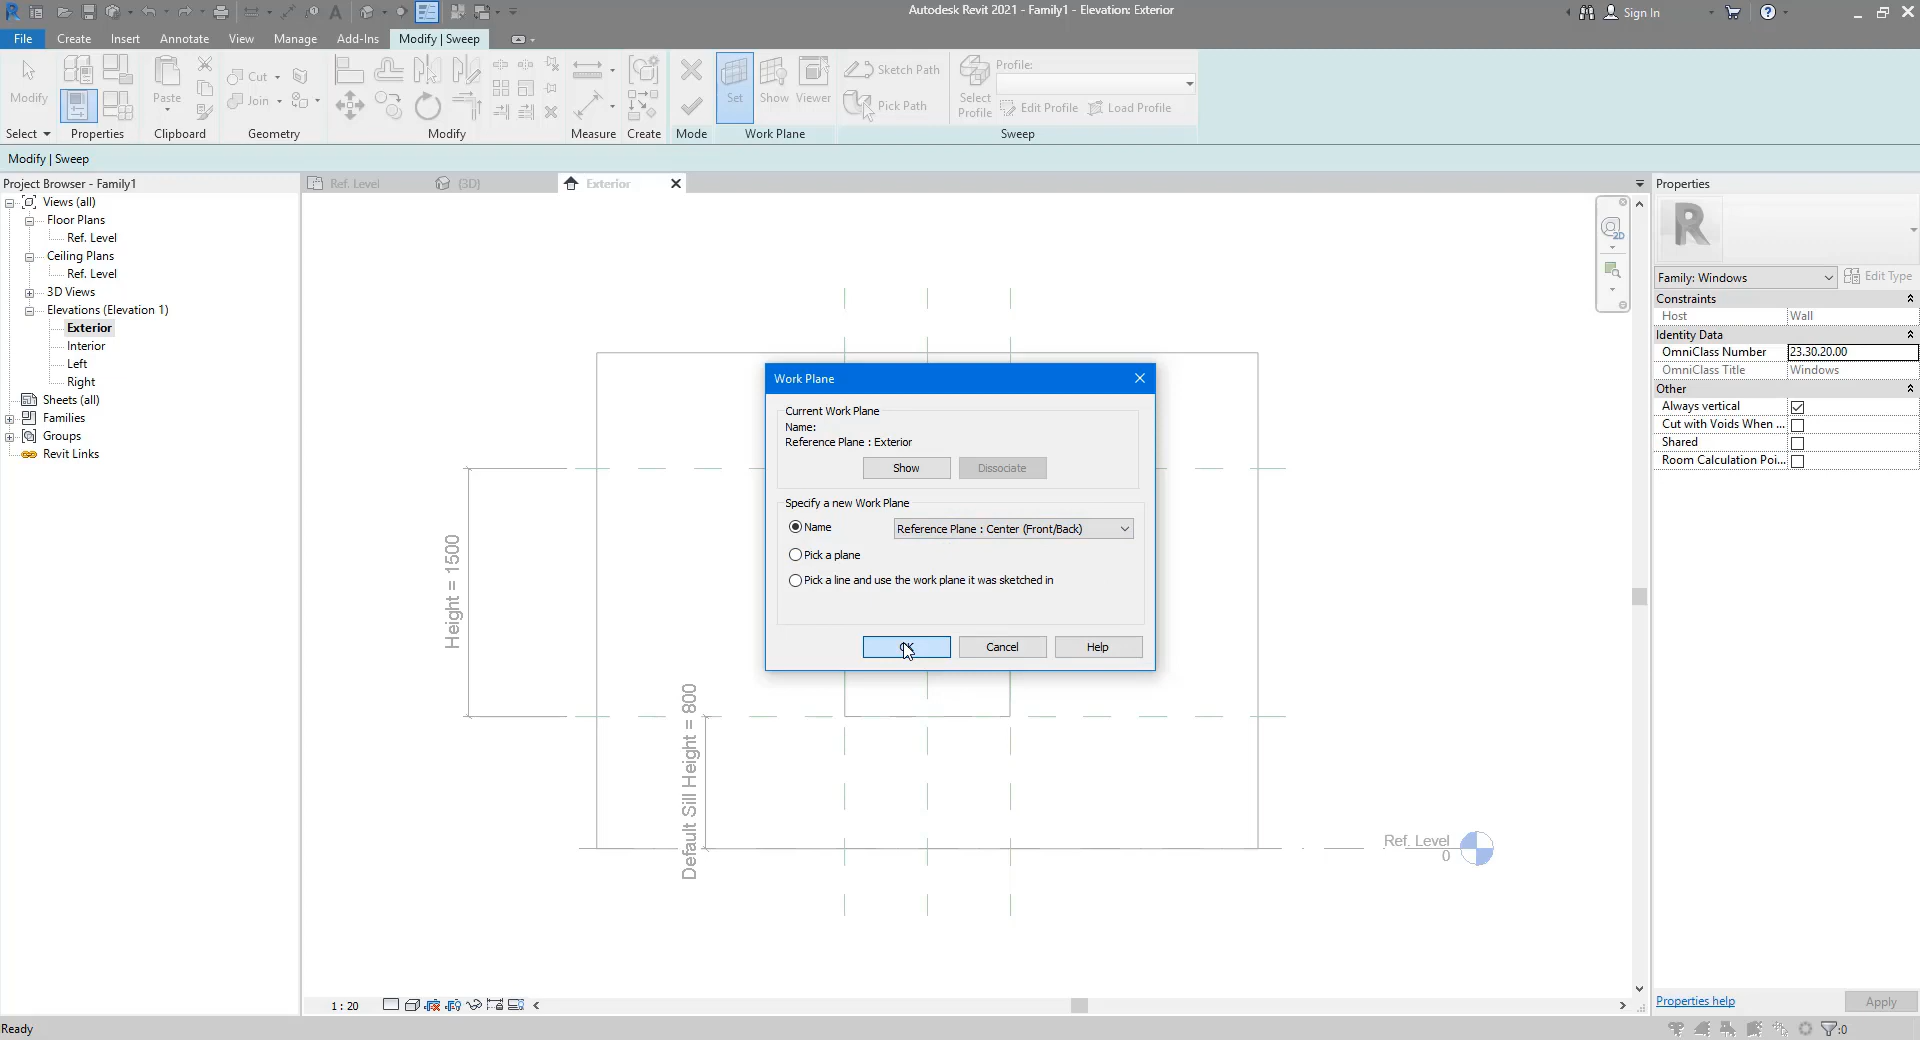 Autodesk Revit 2021 - Family1 - Elevation: Exterior
Sign In
File Create Insert Annotate View Manage Add-Ins Modify | Sweep
Modify
Paste
Cut
Join
Set
Show
Viewer
Sketch Path
Pick Path
Select
Profile
Profile:
Edit Profile
Load Profile
Select Properties Clipboard Geometry Modify Measure Create Mode Work Plane Sweep
Modify | Sweep
Project Browser - Family1
Views (all)
Floor Plans
Ref. Level
Ceiling Plans
Ref. Level
3D Views
Elevations (Elevation 1)
Exterior
Interior
Left
Right
Sheets (all)
Families
Groups
Revit Links
Ref. Level
(3D)
Exterior
2D
Height = 1500
Default Sill Height = 800
Ref. Level
0
Work Plane
Current Work Plane
Name:
Reference Plane : Exterior
Show
Dissociate
Specify a new Work Plane
Name
Reference Plane : Center (Front/Back)
Pick a plane
Pick a line and use the work plane it was sketched in
OK
Cancel
Help
Properties
R
Family: Windows
Edit Type
Constraints
Host Wall
Identity Data
OmniClass Number 23.30.20.00
OmniClass Title Windows
Other
Always vertical
Cut with Voids When ...
Shared
Room Calculation Poi...
Properties help
Apply
1 : 20
Ready
:0